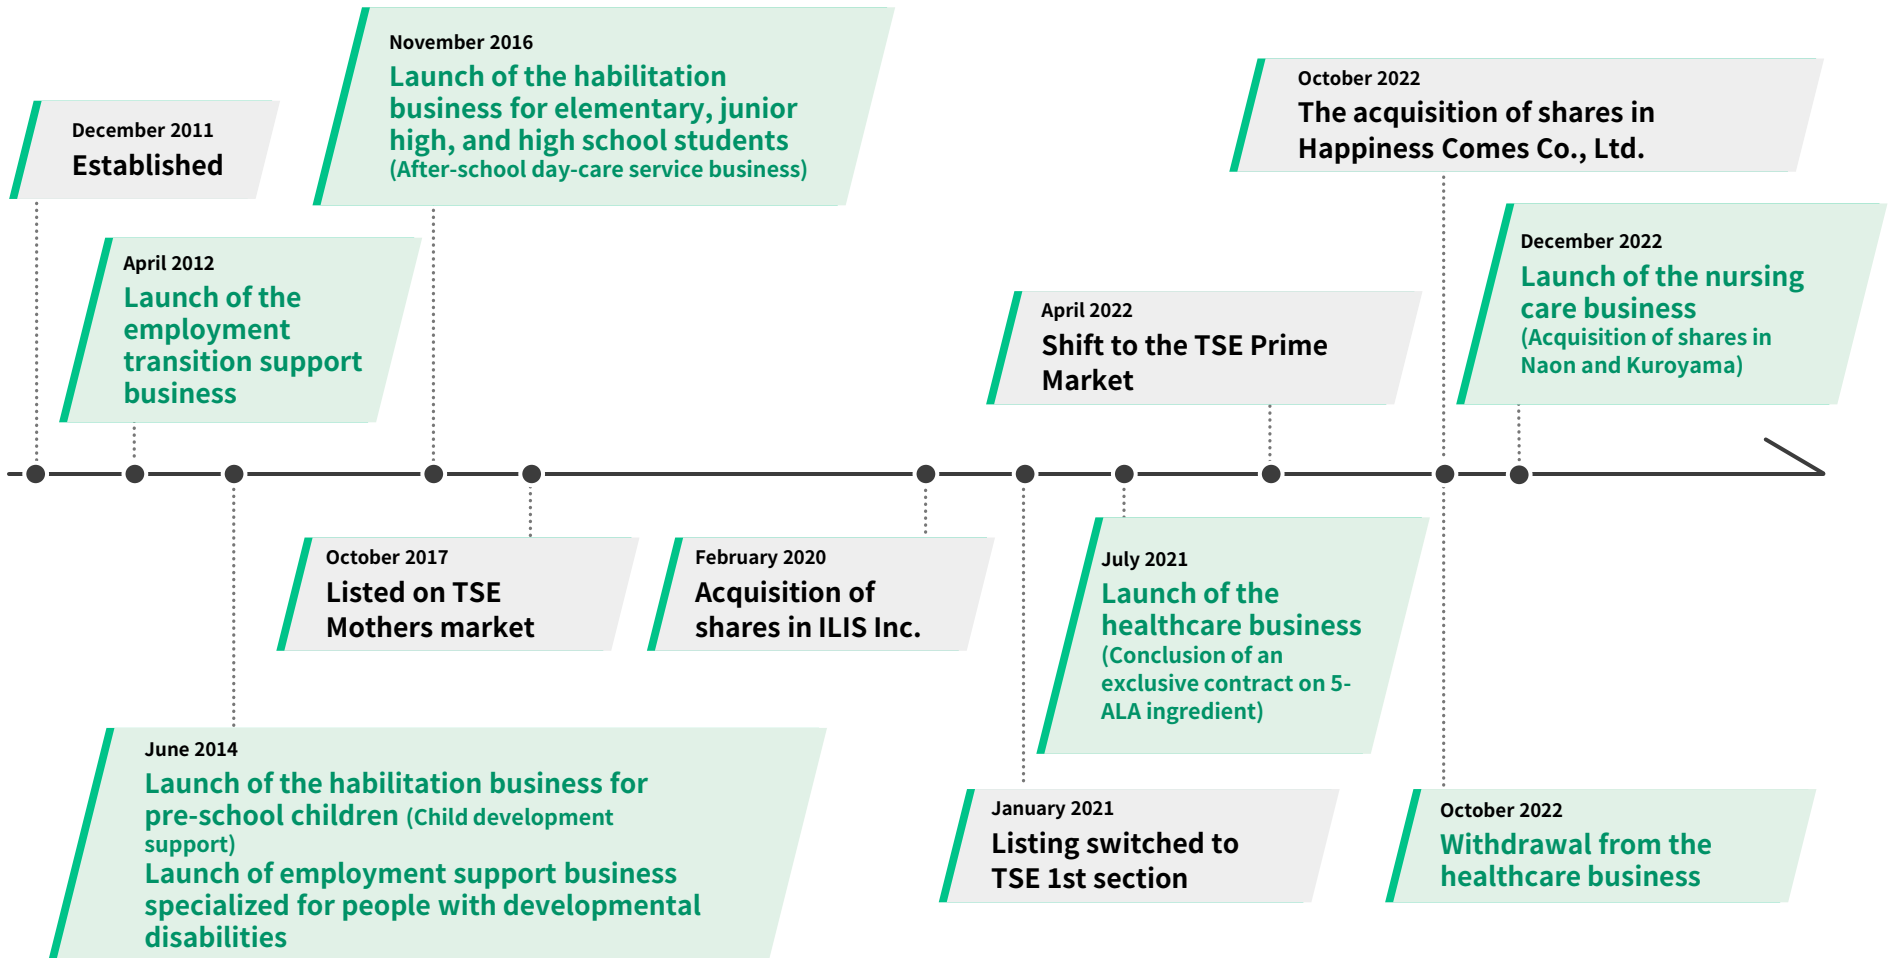 December 2011
Established
April 2012
Launch of the
employment
transition support
business
November 2016
Launch of the habilitation
business for elementary, junior
high, and high school students
(After-school day-care service business)
April 2022
Shift to the TSE Prime
Market
October 2022
The acquisition of shares in
Happiness Comes Co., Ltd.
December 2022
Launch of the nursing
care business
(Acquisition of shares in
Naon and Kuroyama)
June 2014
Launch of the habilitation business for
pre-school children (Child development
support)
Launch of employment support business
specialized for people with developmental
disabilities
October 2017
Listed on TSE
Mothers market
February 2020
Acquisition of
shares in ILIS Inc.
January 2021
Listing switched to
TSE 1st section
July 2021
Launch of the
healthcare business
(Conclusion of an
exclusive contract on 5-
ALA ingredient)
October 2022
Withdrawal from the
healthcare business